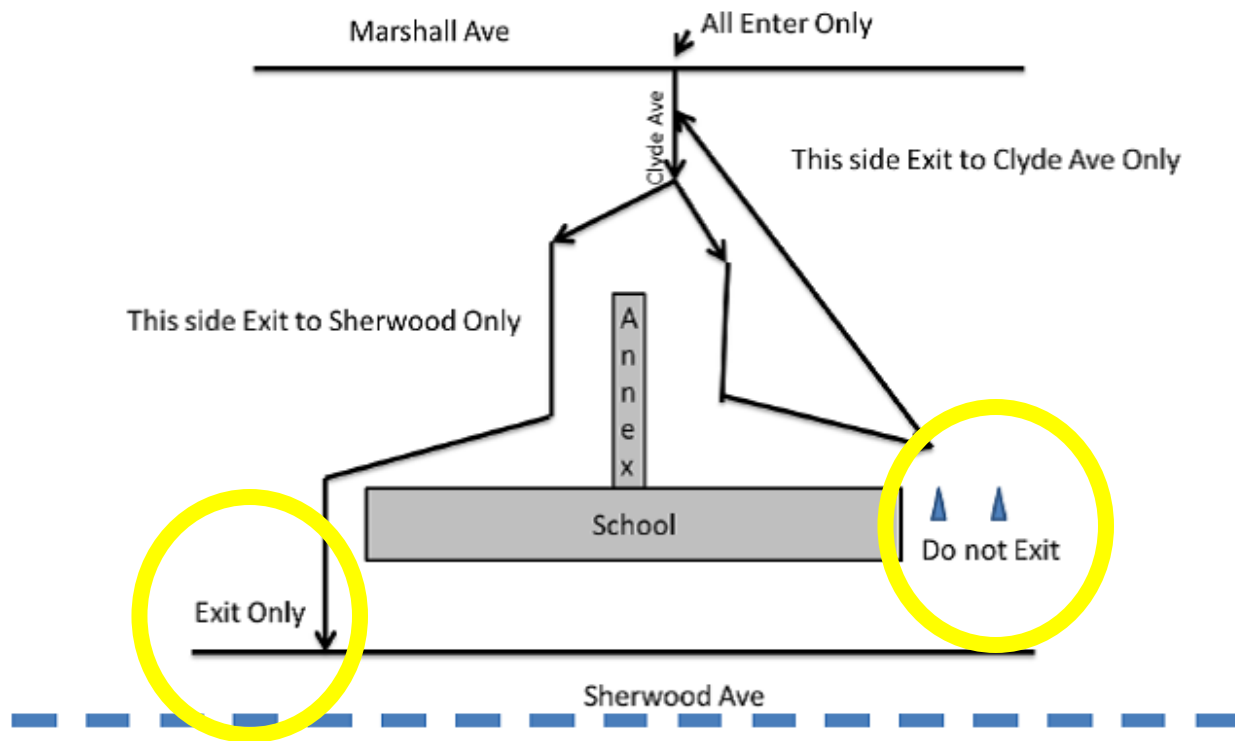 Marshall Ave
All Enter Only
Clyde Ave
This side Exit to Clyde Ave Only
This side Exit to Sherwood Only
Annex
School
Do not Exit
Exit Only
Sherwood Ave